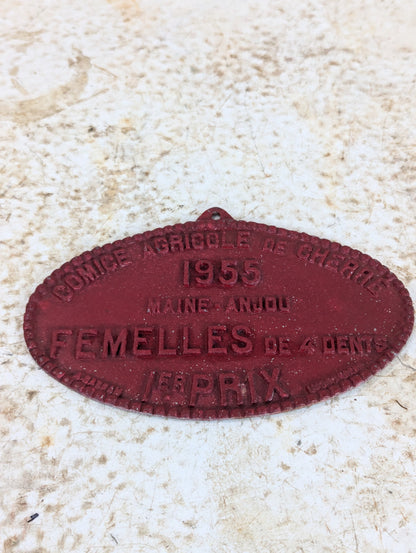 COMICE AGRICOLE DE CHERRÉ
1955
MAINE-ANJOU
FEMELLES DE 4 DENTS
1ER PRIX